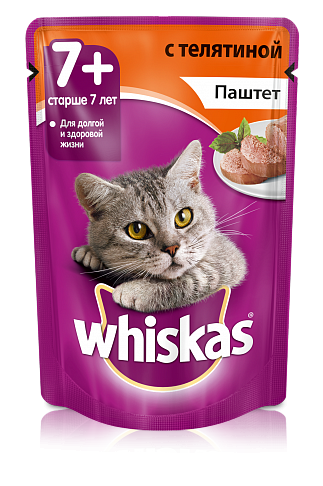 7+
старше 7 лет
Для долгой
и здоровой
жизни
с телятиной
Паштет
whiskas